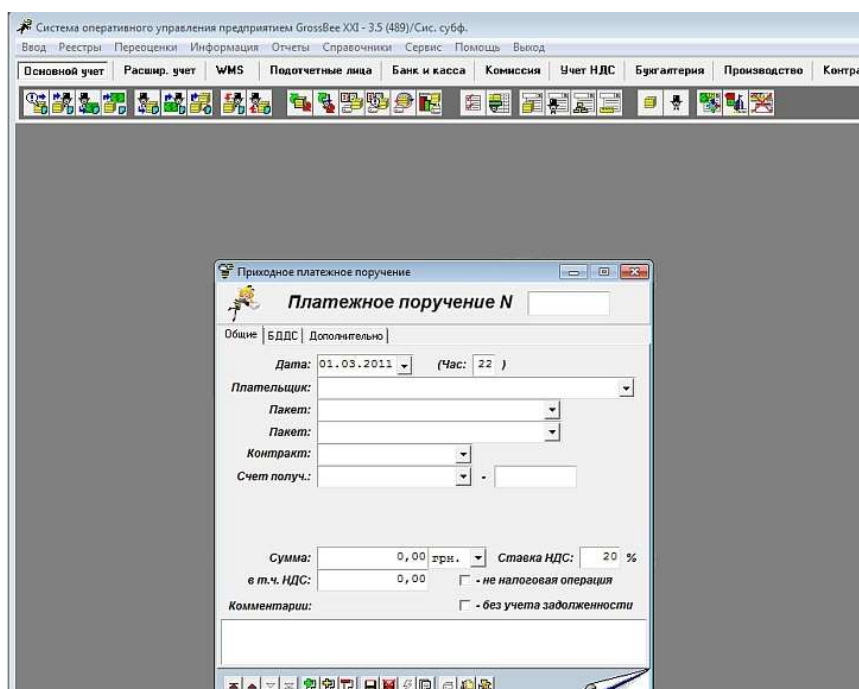 Система оперативного управления предприятием GrossBee XXI - 3.5 (489)/Сис. субф.
Ввод Реестры Переоценки Информация Отчеты Справочники Сервис Помощь Выход
Основной учет Расшир. учет WMS Подотчетные лица Банк и касса Комиссия Учет НДС Бухгалтерия Производство Контра
Приходное платежное поручение
Платежное поручение N
Общие БДДС Дополнительно
Дата: 01.03.2011 (Час: 22 )
Плательщик:
Пакет:
Пакет:
Контракт:
Счет получ.: -
Сумма: 0,00 грн. Ставка НДС: 20 %
в т.ч. НДС: 0,00 - не налоговая операция
Комментарии: - без учета задолженности